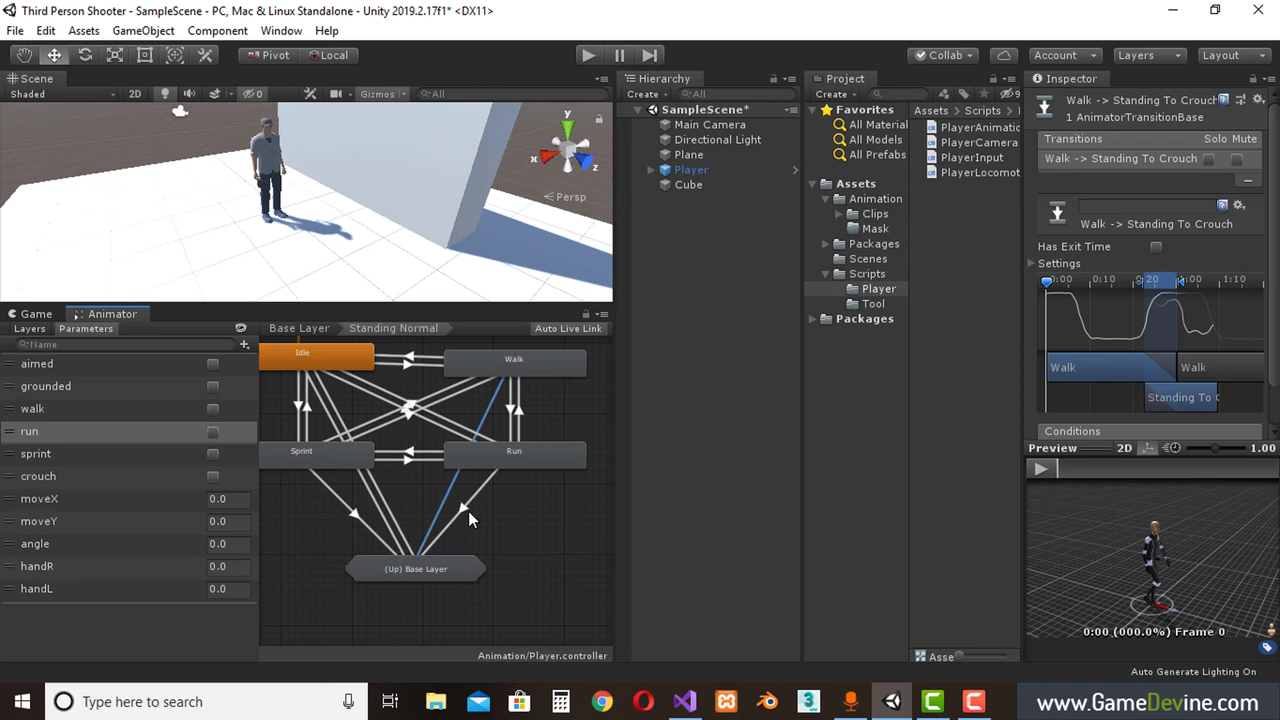 Third Person Shooter - SampleScene - PC, Mac & Linux Standalone - Unity 2019.2.17f1* <DX11>
File Edit Assets GameObject Component Window Help
Pivot Local Collab Account Layers Layout
Scene
Shaded 2D 0 Gizmos All
y
x
z
Persp
Game Animator
Layers Parameters Base Layer Standing Normal Auto Live Link
Name
aimed
grounded
walk
run
sprint
crouch
moveX 0.0
moveY 0.0
angle 0.0
handR 0.0
handL 0.0
Idle Walk
Sprint Run
(Up) Base Layer
Animation/Player.controller
Hierarchy
Create All
SampleScene*
Main Camera
Directional Light
Plane
Player
Cube
Project
Create 9
Favorites
All Material
All Models
All Prefabs
Assets
Animation
Clips
Mask
Packages
Scenes
Scripts
Player
Tool
Packages
Assets Scripts
PlayerAnimatio
PlayerCamera
PlayerInput
PlayerLocomot
Asse
Inspector
Walk -> Standing To Crouch
1 AnimatorTransitionBase
Transitions Solo Mute
Walk -> Standing To Crouch
Walk -> Standing To Crouch
Has Exit Time
Settings
0:00 0:10 0:20 1:00 1:10
Walk Walk
Standing To C
Conditions
Preview 2D 1.00
0:00 (000.0%) Frame 0
Auto Generate Lighting On
Type here to search
www.GameDevine.com